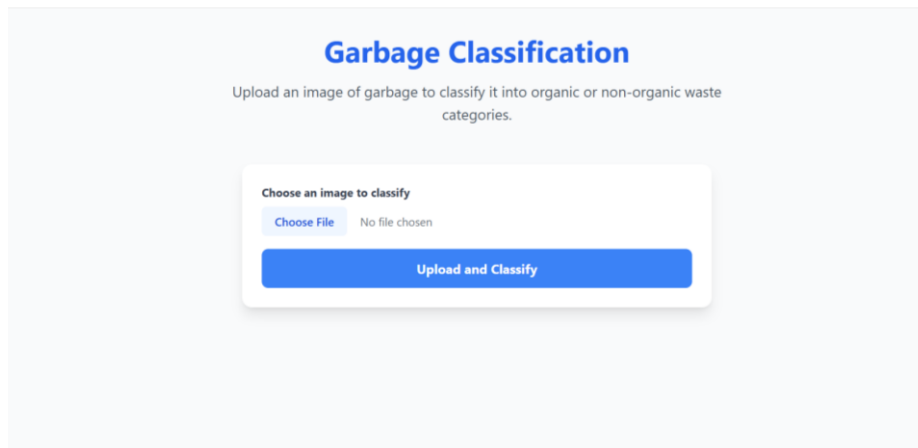 Garbage Classification
Upload an image of garbage to classify it into organic or non-organic waste
categories.
Choose an image to classify
Choose File No file chosen
Upload and Classify